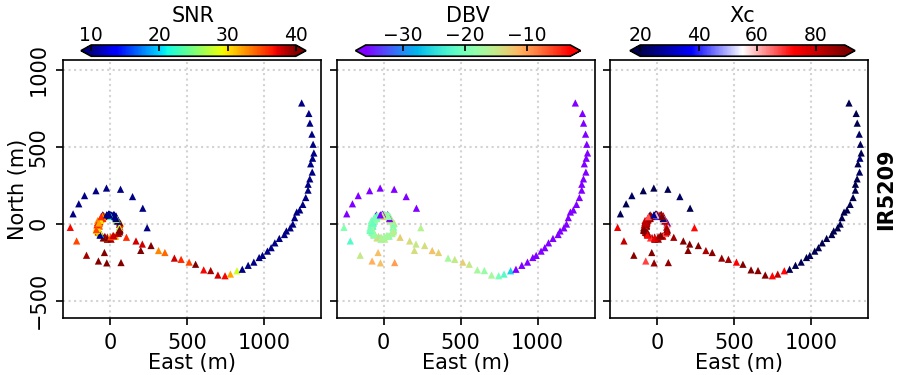 SNR DBV Xc
10 20 30 40 −30 −20 −10 20 40 60 80
1000
500
0
−500
North (m)
IR5209
0 500 1000 0 500 1000 0 500 1000
East (m) East (m) East (m)